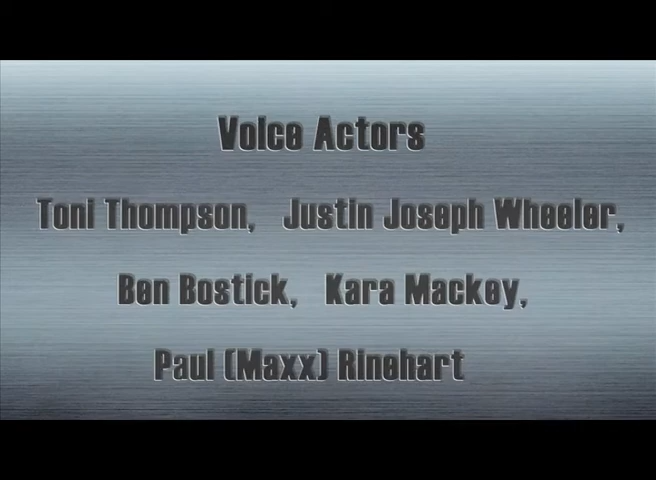 Voice Actors
Toni Thompson, Justin Joseph Wheeler,
Ben Bostick, Kara Mackey,
Paul (Maxx) Rinehart